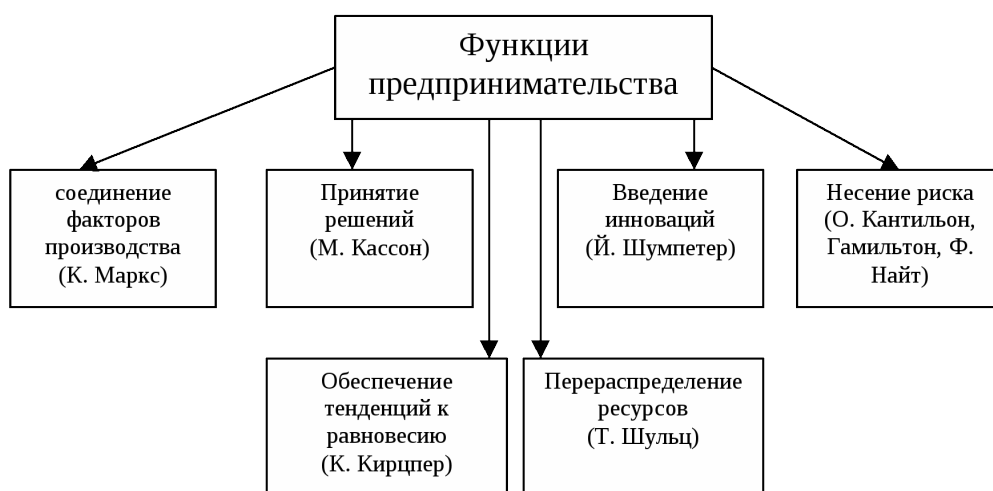 Функции
предпринимательства
соединение
факторов
производства
(К. Маркс)
Принятие
решений
(М. Кассон)
Введение
инноваций
(Й. Шумпетер)
Несение риска
(О. Кантильон,
Гамильтон, Ф.
Найт)
Обеспечение
тенденций к
равновесию
(К. Кирцпер)
Перераспределение
ресурсов
(Т. Шульц)